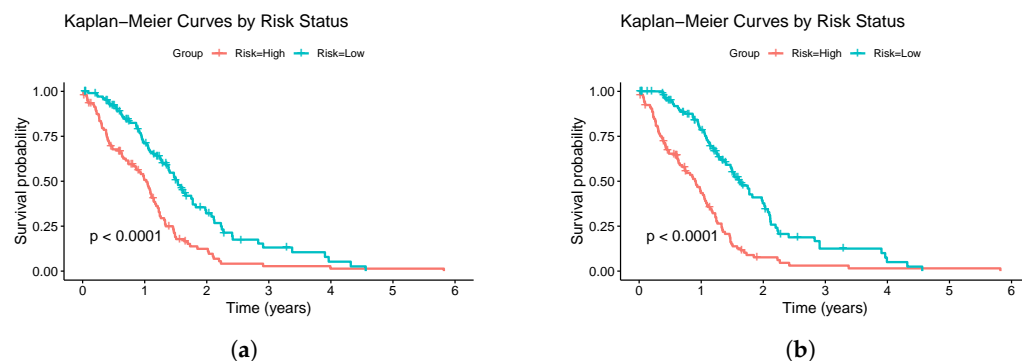 Kaplan−Meier Curves by Risk Status
Group Risk=High Risk=Low
1.00
0.75
0.50
0.25
0.00
Survival probability
p < 0.0001
0 1 2 3 4 5 6
Time (years)
(a)
Kaplan−Meier Curves by Risk Status
Group Risk=High Risk=Low
1.00
0.75
0.50
0.25
0.00
Survival probability
p < 0.0001
0 1 2 3 4 5 6
Time (years)
(b)